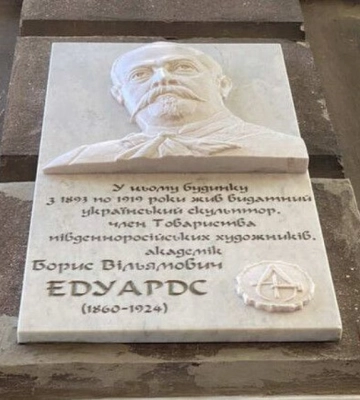 У цьому будинку
з 1893 по 1919 роки жив видатний
український скульптор,
член Товариства
південноросійських художників,
академік
Борис Вільямович
ЕДУАРДС
(1860-1924)